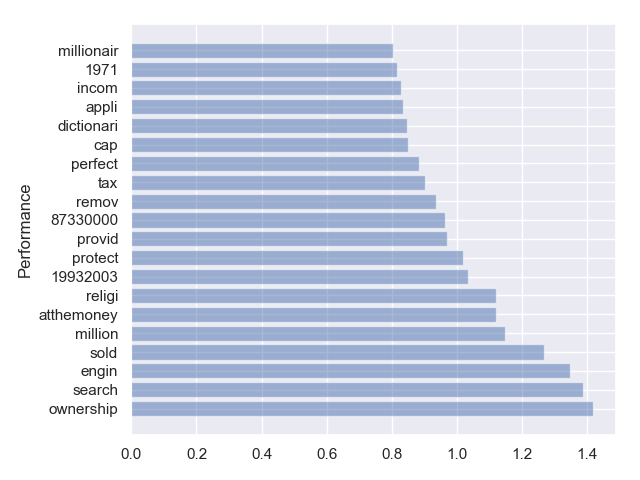 millionair
1971
incom
appli
dictionari
cap
perfect
tax
remov
87330000
provid
protect
19932003
religi
atthemoney
million
sold
engin
search
ownership
Performance
0.0 0.2 0.4 0.6 0.8 1.0 1.2 1.4